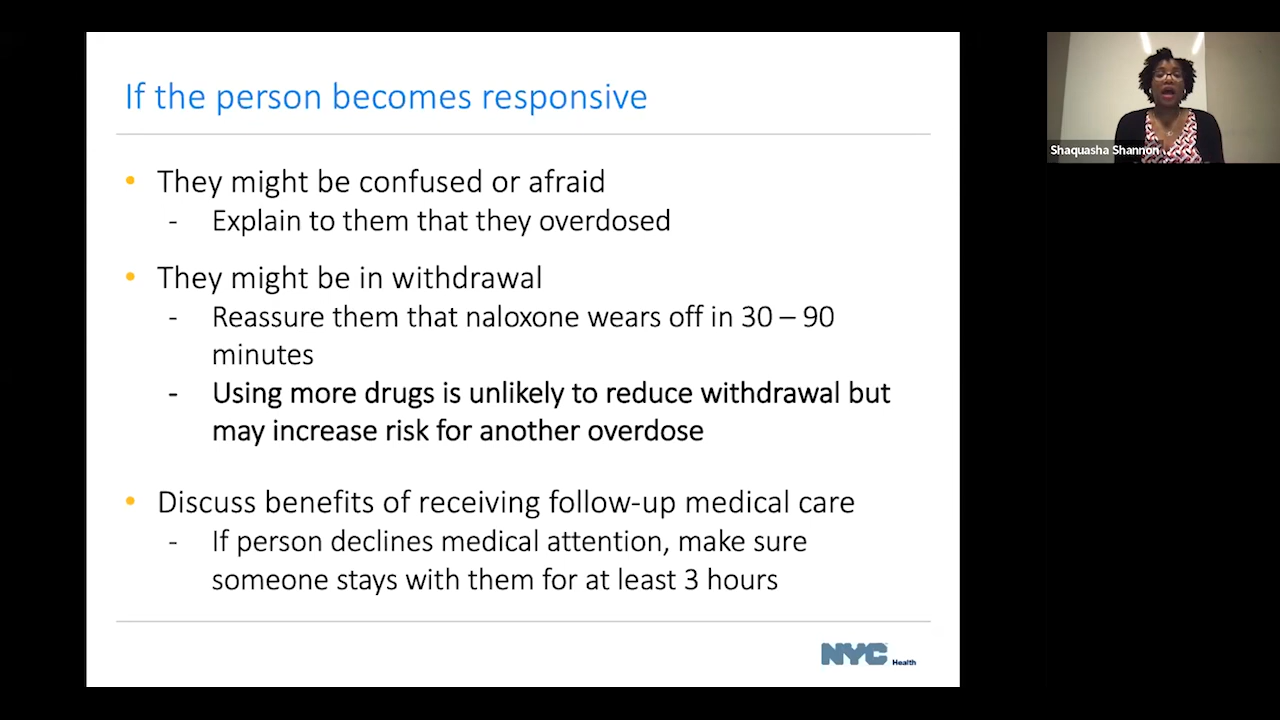 If the person becomes responsive
• They might be confused or afraid
- Explain to them that they overdosed
• They might be in withdrawal
- Reassure them that naloxone wears off in 30 – 90
minutes
- Using more drugs is unlikely to reduce withdrawal but
may increase risk for another overdose
• Discuss benefits of receiving follow-up medical care
- If person declines medical attention, make sure
someone stays with them for at least 3 hours
NYC Health
Shaquasha Shannon